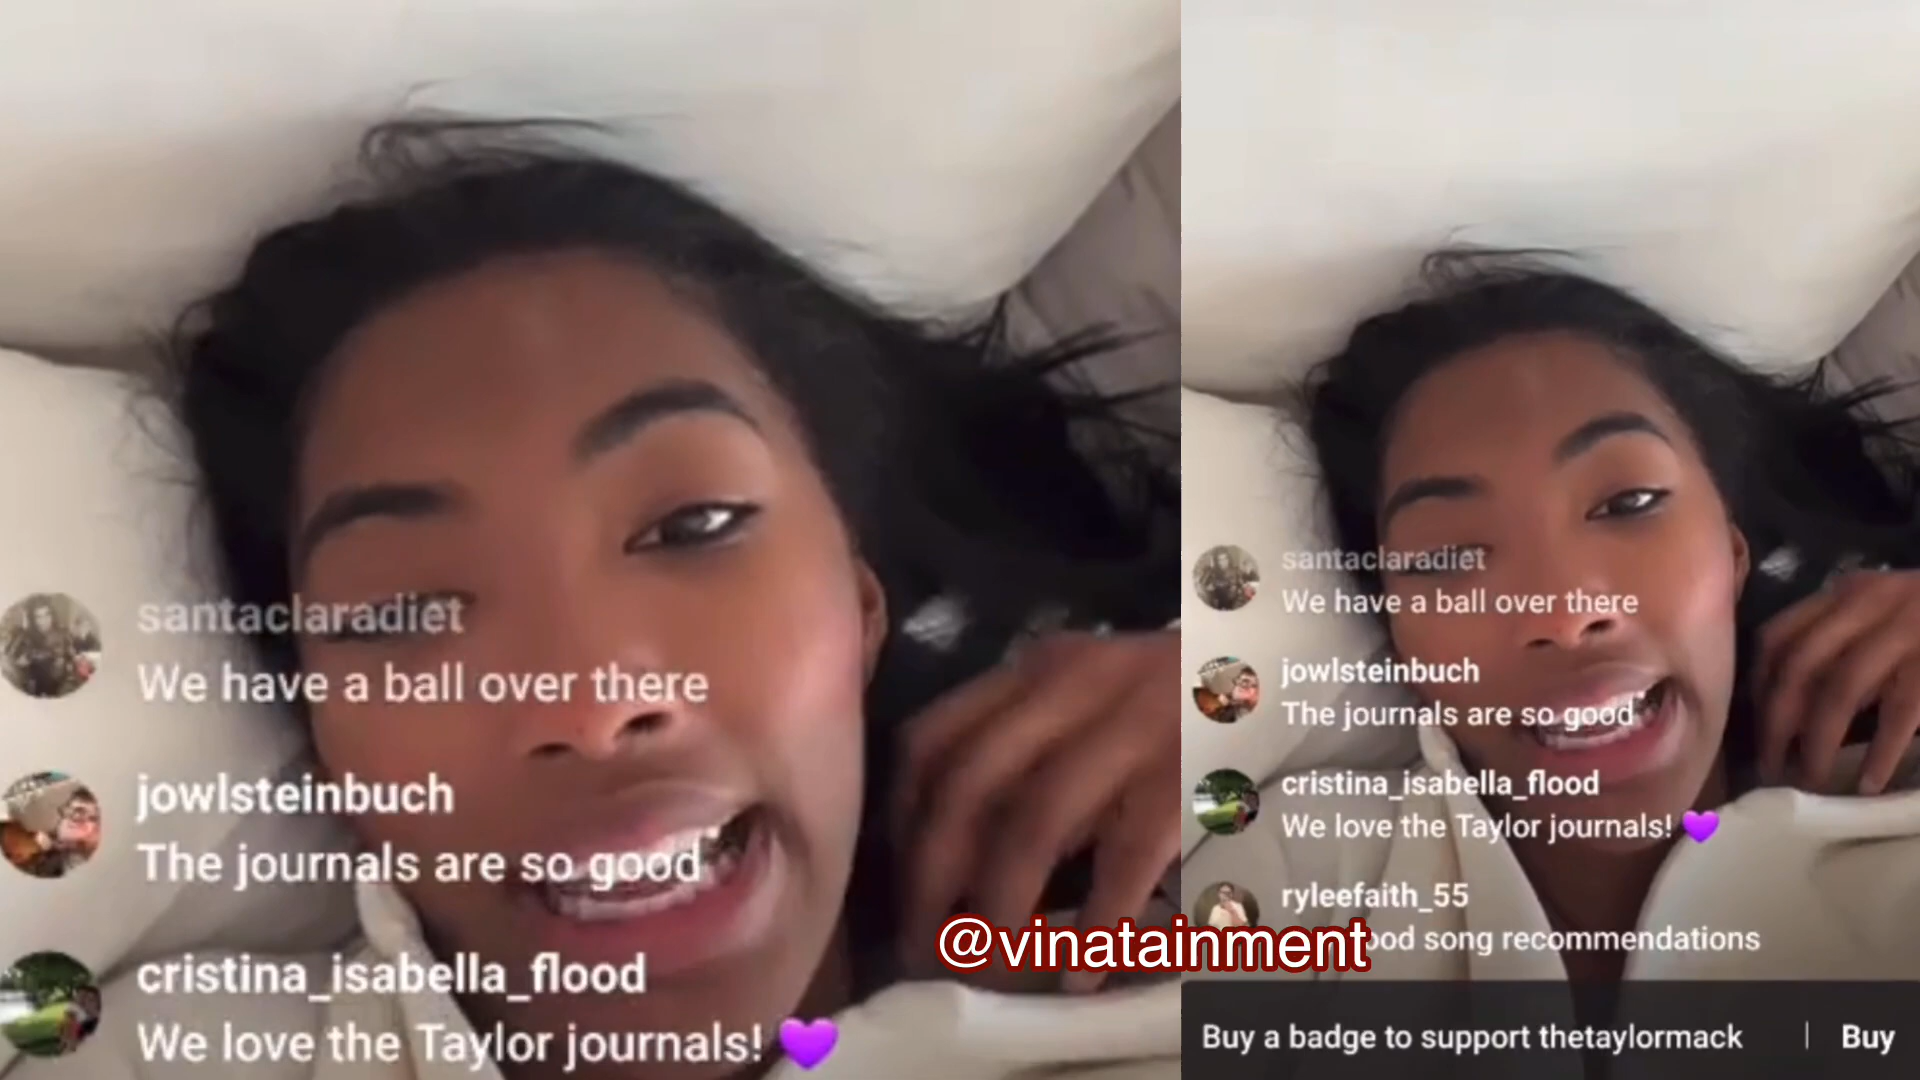 santaclaradiet
We have a ball over there
jowlsteinbuch
The journals are so good
cristina_isabella_flood
We love the Taylor journals! 💜
@vinatainment
santaclaradiet
We have a ball over there
jowlsteinbuch
The journals are so good
cristina_isabella_flood
We love the Taylor journals! 💜
ryleefaith_55
song recommendations
Buy a badge to support thetaylormack | Buy